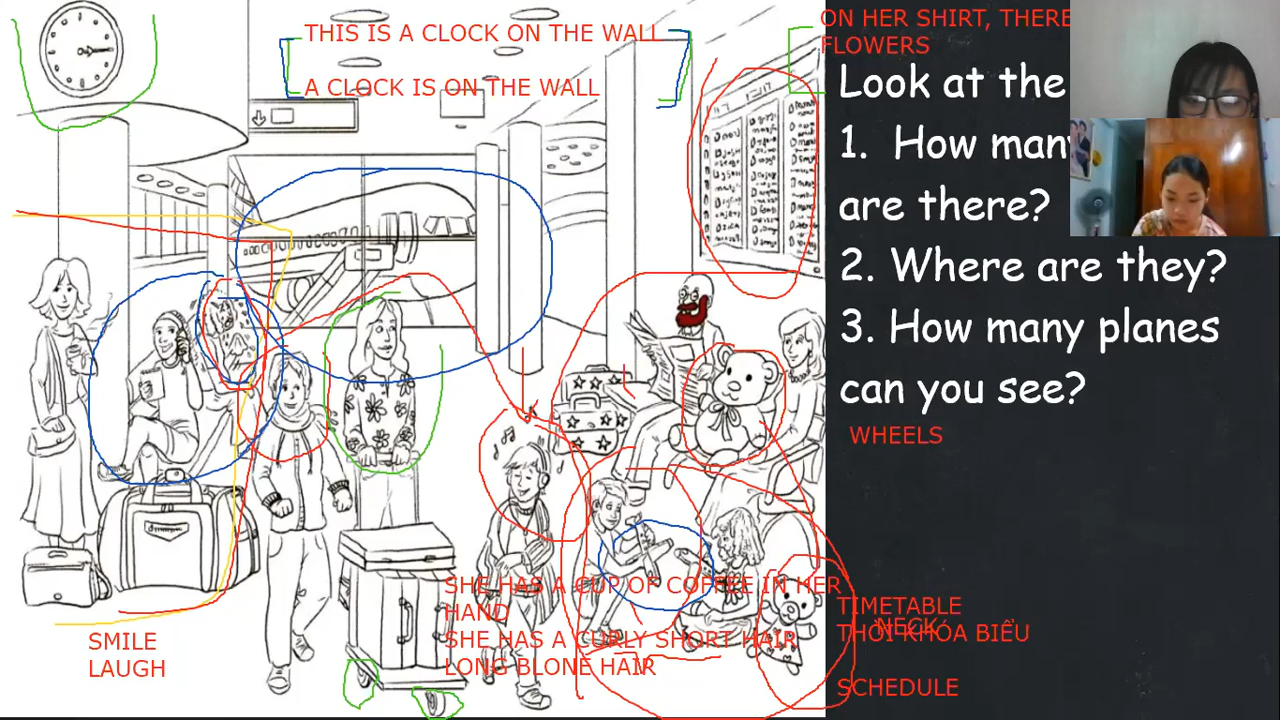 THIS IS A CLOCK ON THE WALL
A CLOCK IS ON THE WALL
ON HER SHIRT, THERE
FLOWERS
Look at the
1. How many
are there?
2. Where are they?
3. How many planes
can you see?
WHEELS
SHE HAS A CUP OF COFFEE IN HER
HAND
SHE HAS A CURLY SHORT HAIR
LONG BLONE HAIR
SMILE
LAUGH
TIMETABLE
NECK
THỜI KHÓA BIỂU
SCHEDULE